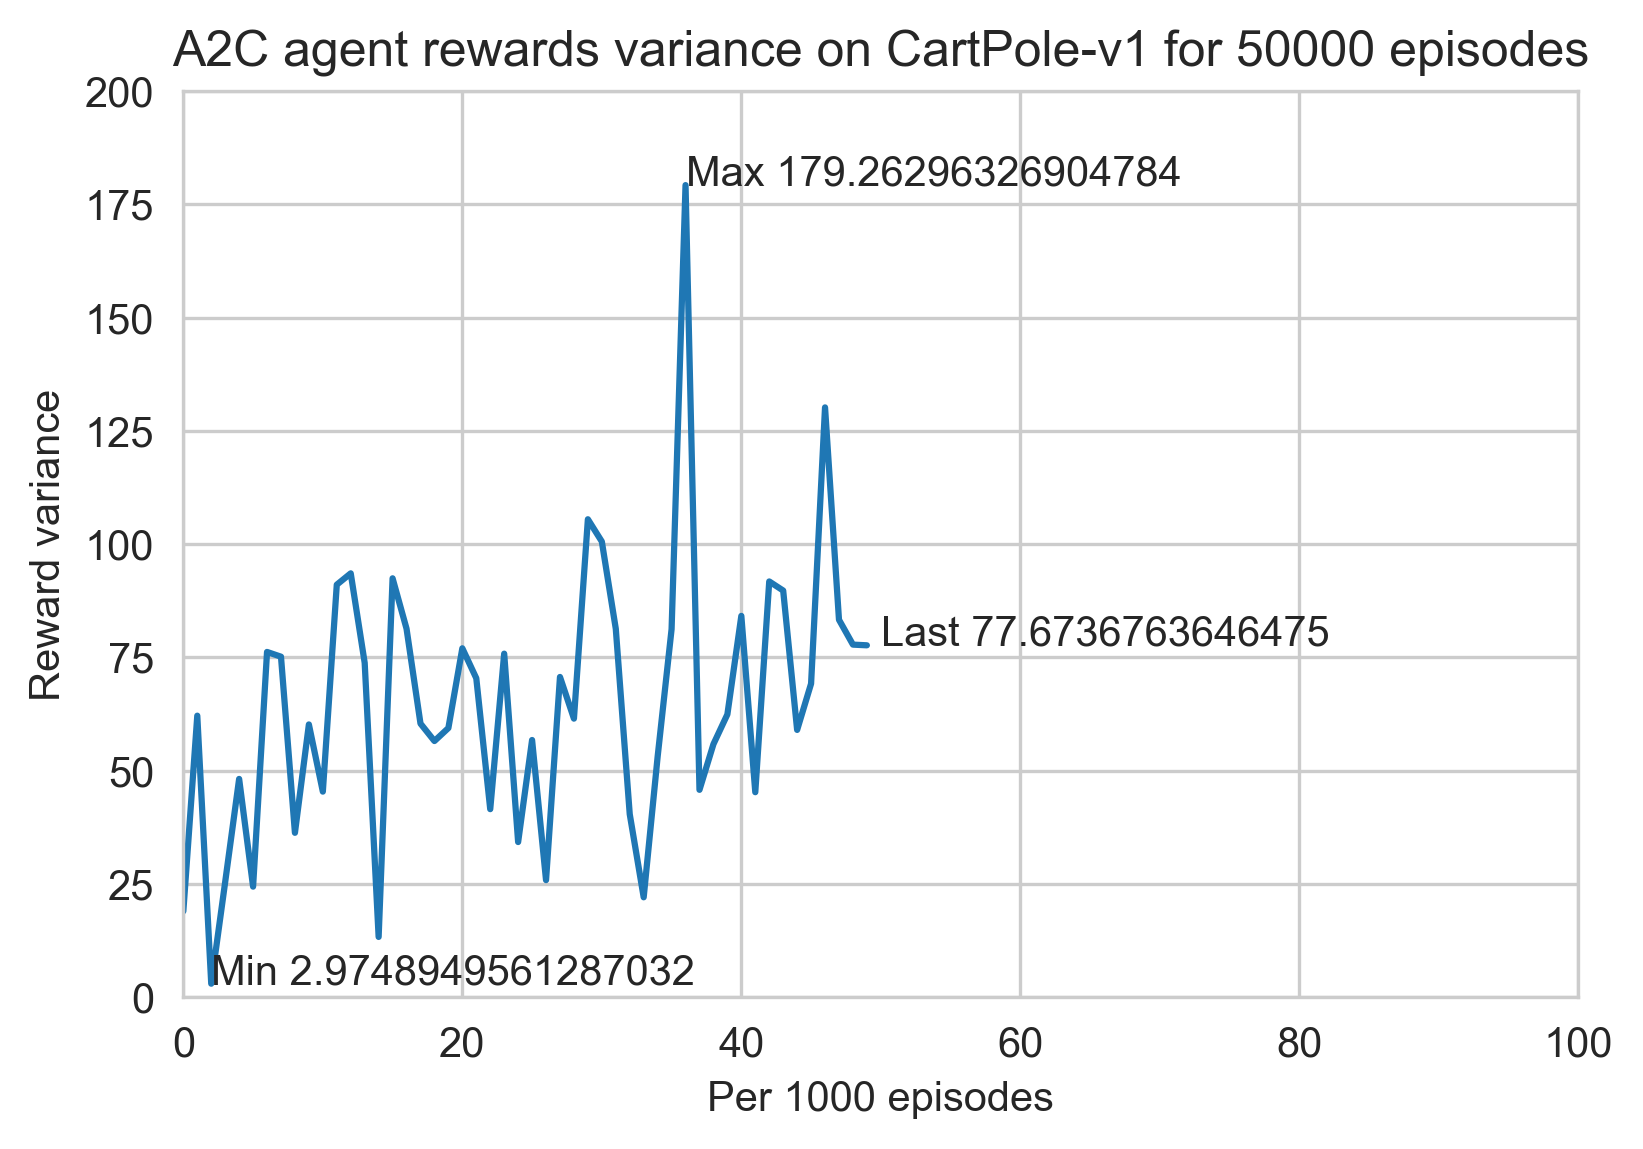 A2C agent rewards variance on CartPole-v1 for 50000 episodes
200
175
150
125
100
75
50
25
0
Reward variance
Max 179.26296326904784
Last 77.6736763646475
Min 2.9748949561287032
0 20 40 60 80 100
Per 1000 episodes